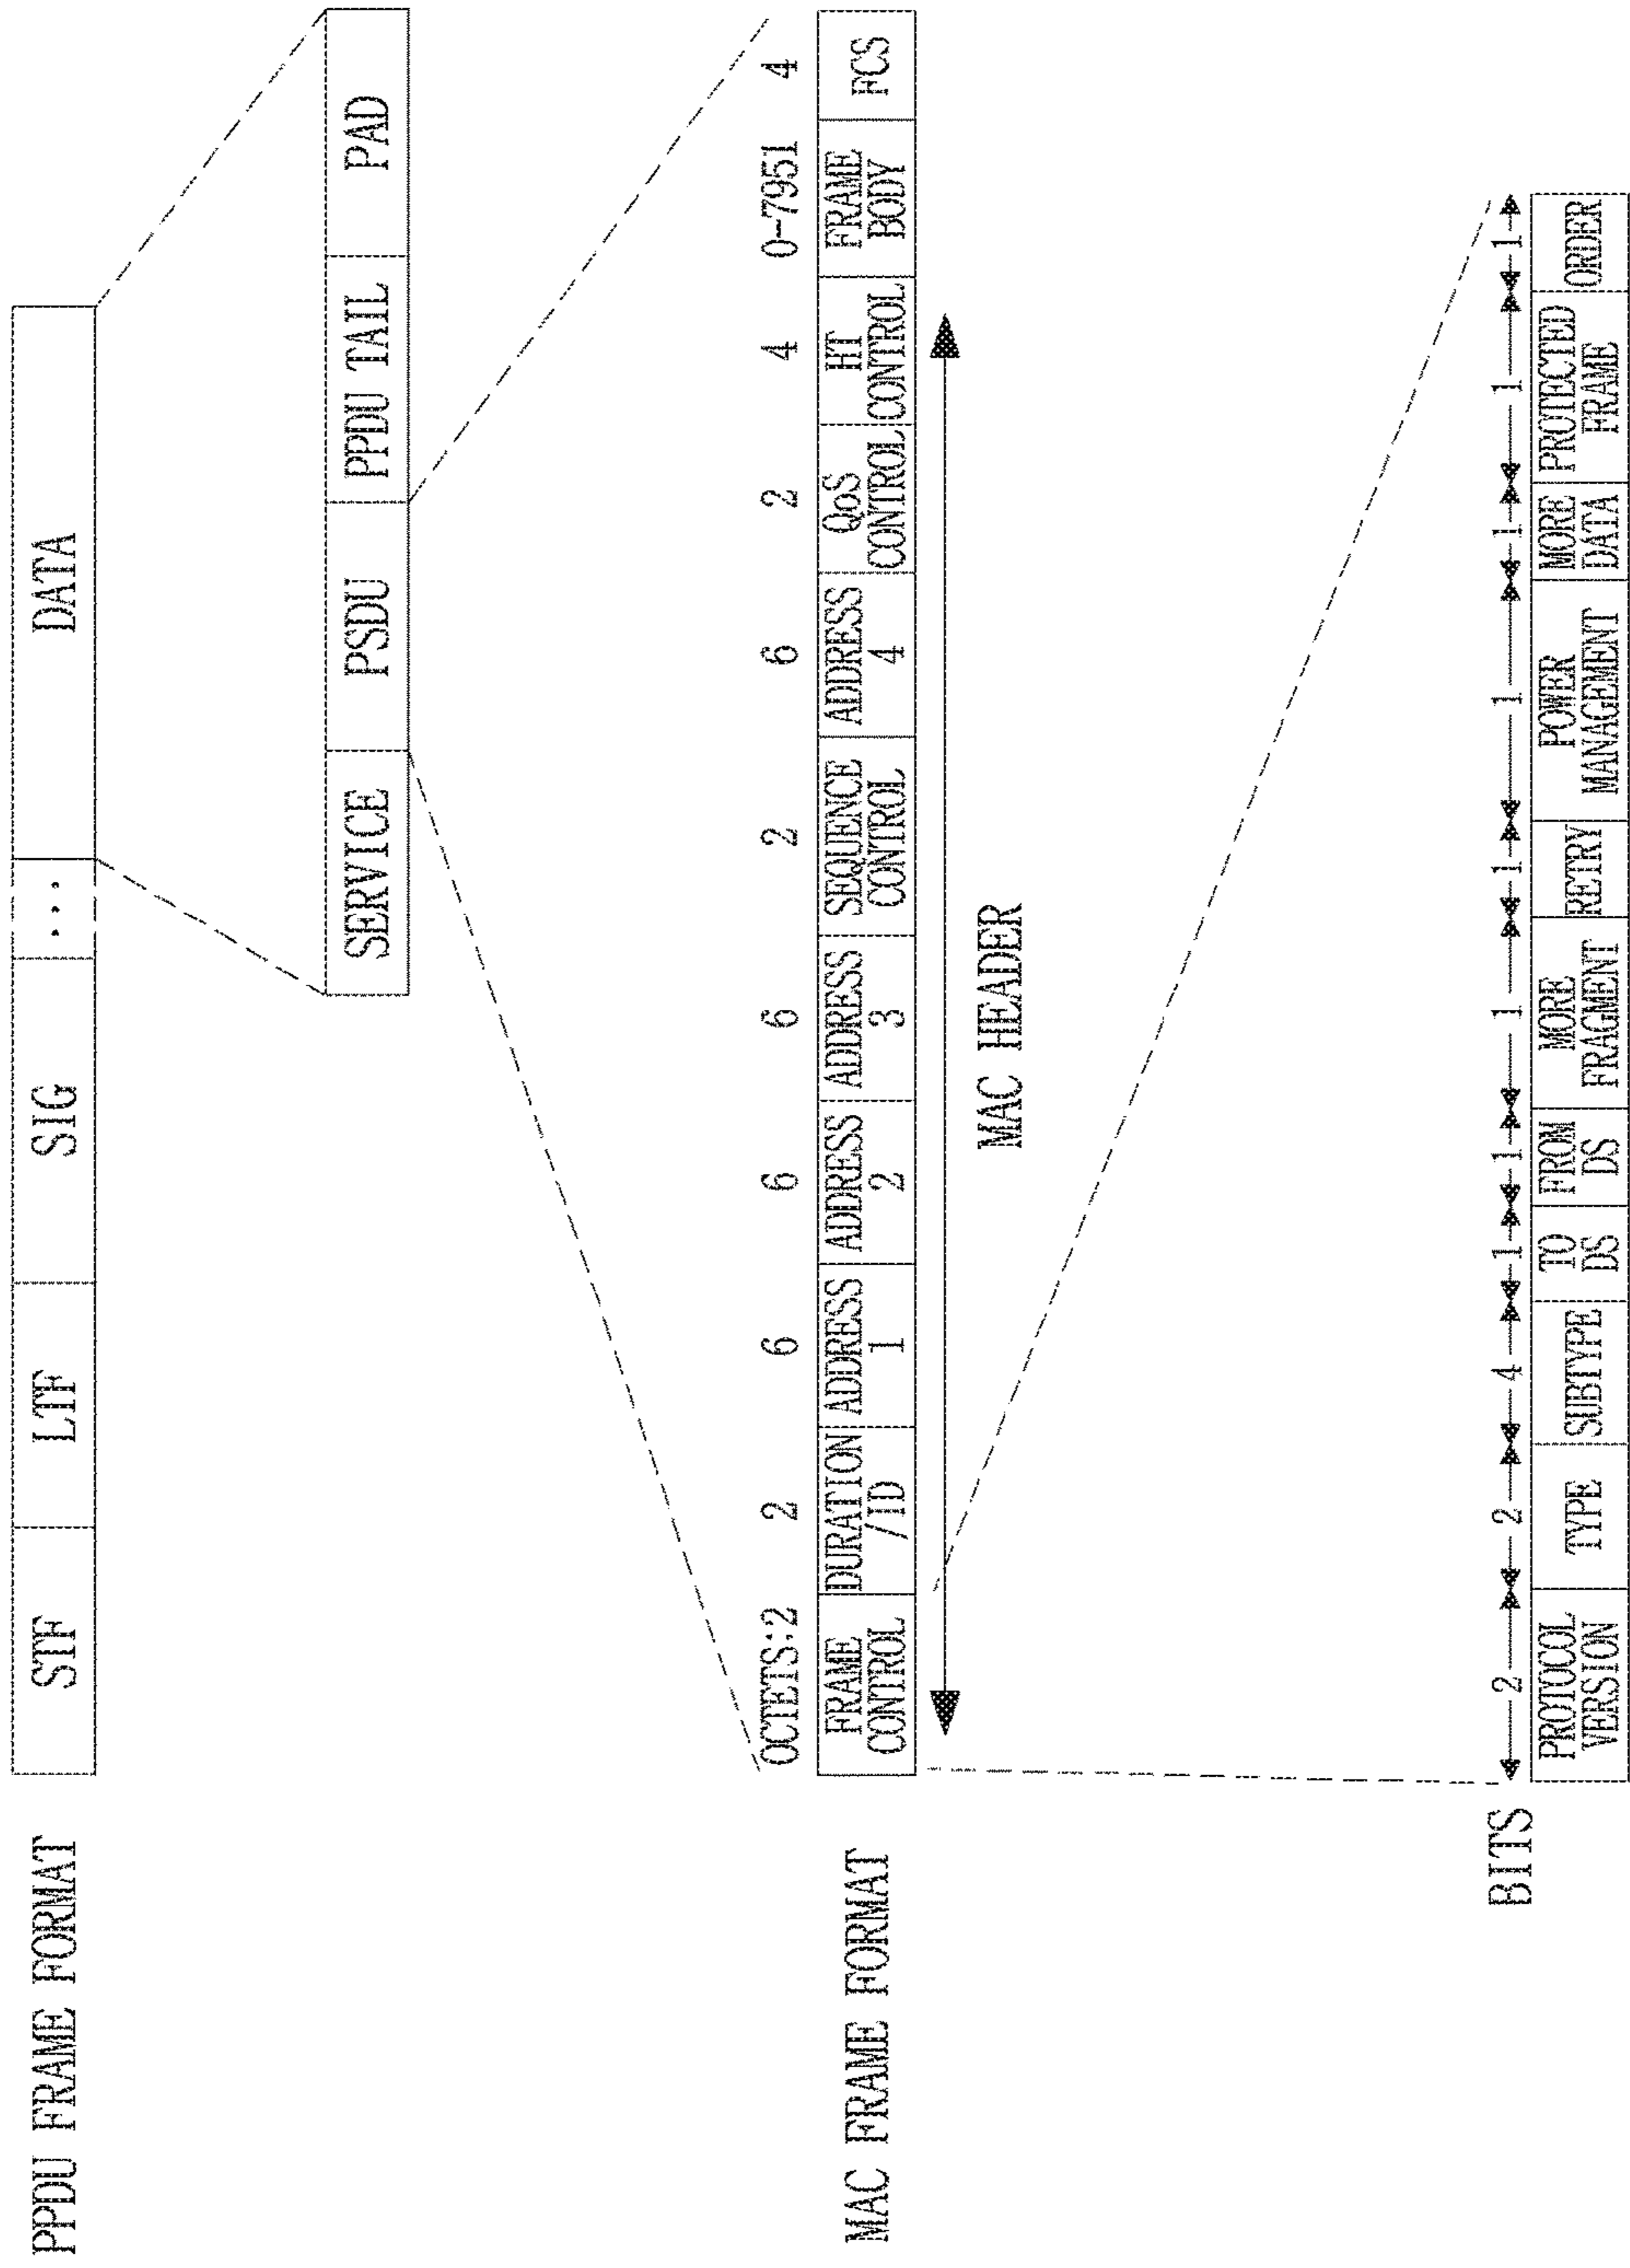 PPDU FRAME FORMAT
STF
LTF
SIG
...
DATA
SERVICE
PSDU
PPDU TAIL
PAD
MAC FRAME FORMAT
OCTETS:2
2
6
6
6
2
6
2
4
0-7951
4
FRAME
CONTROL
DURATION
/ID
ADDRESS
1
ADDRESS
2
ADDRESS
3
SEQUENCE
CONTROL
ADDRESS
4
QoS
CONTROL
HT
CONTROL
FRAME
BODY
FCS
MAC HEADER
BITS
2
2
4
1
1
1
1
1
1
1
1
PROTOCOL
VERSION
TYPE
SUBTYPE
TO
DS
FROM
DS
MORE
FRAGMENT
RETRY
POWER
MANAGEMENT
MORE
DATA
PROTECTED
FRAME
ORDER